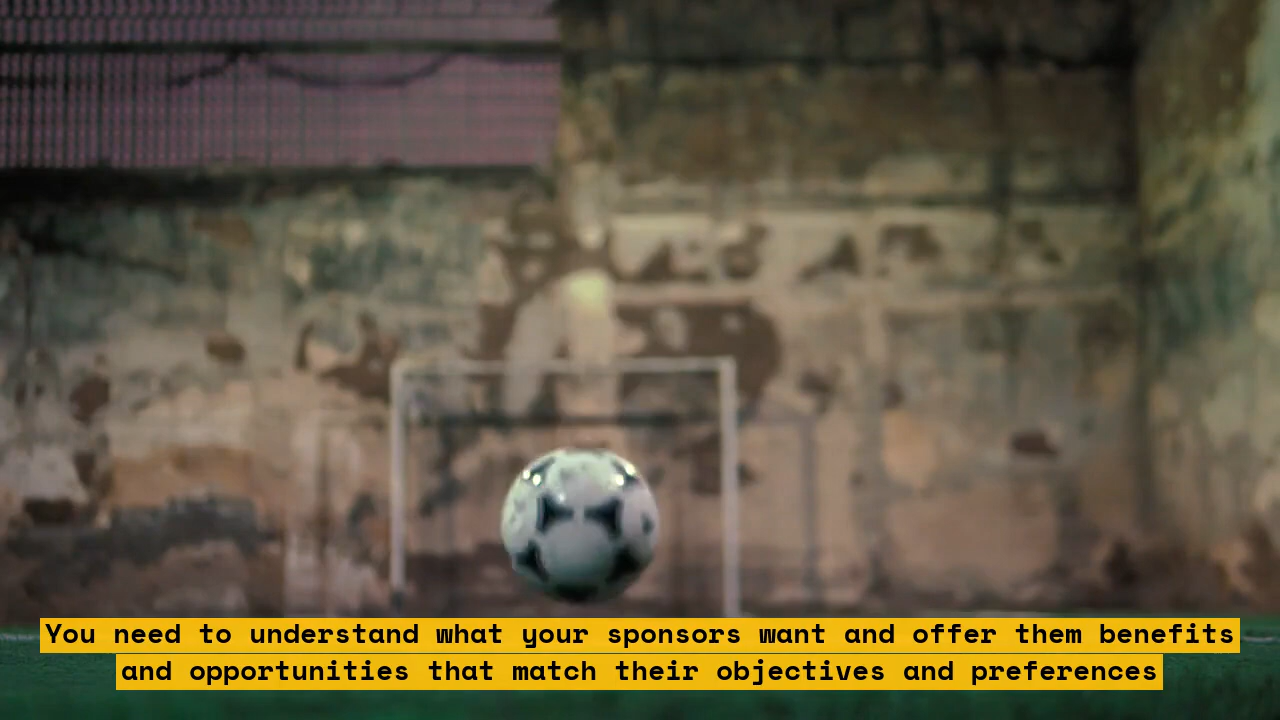 You need to understand what your sponsors want and offer them benefits
and opportunities that match their objectives and preferences